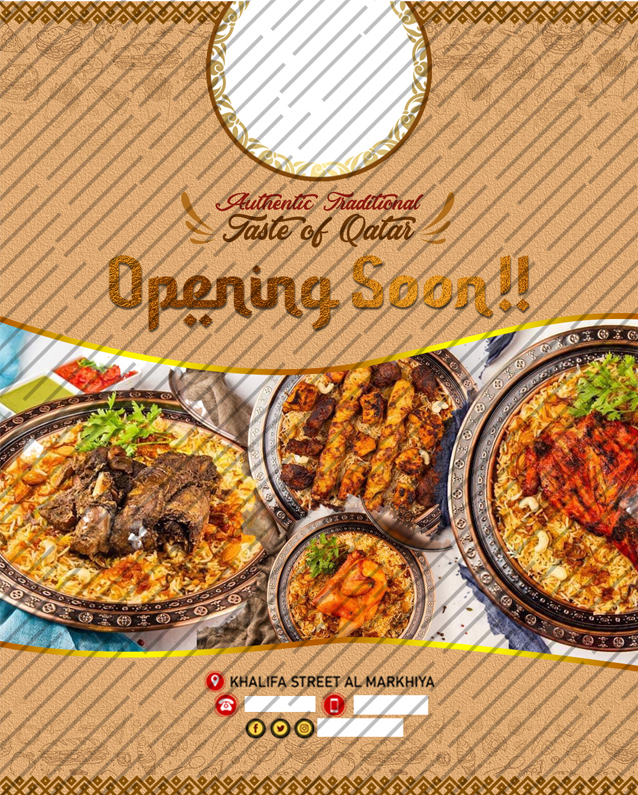 Authentic Traditional
Taste of Qatar
Opening Soon!!
KHALIFA STREET AL MARKHIYA